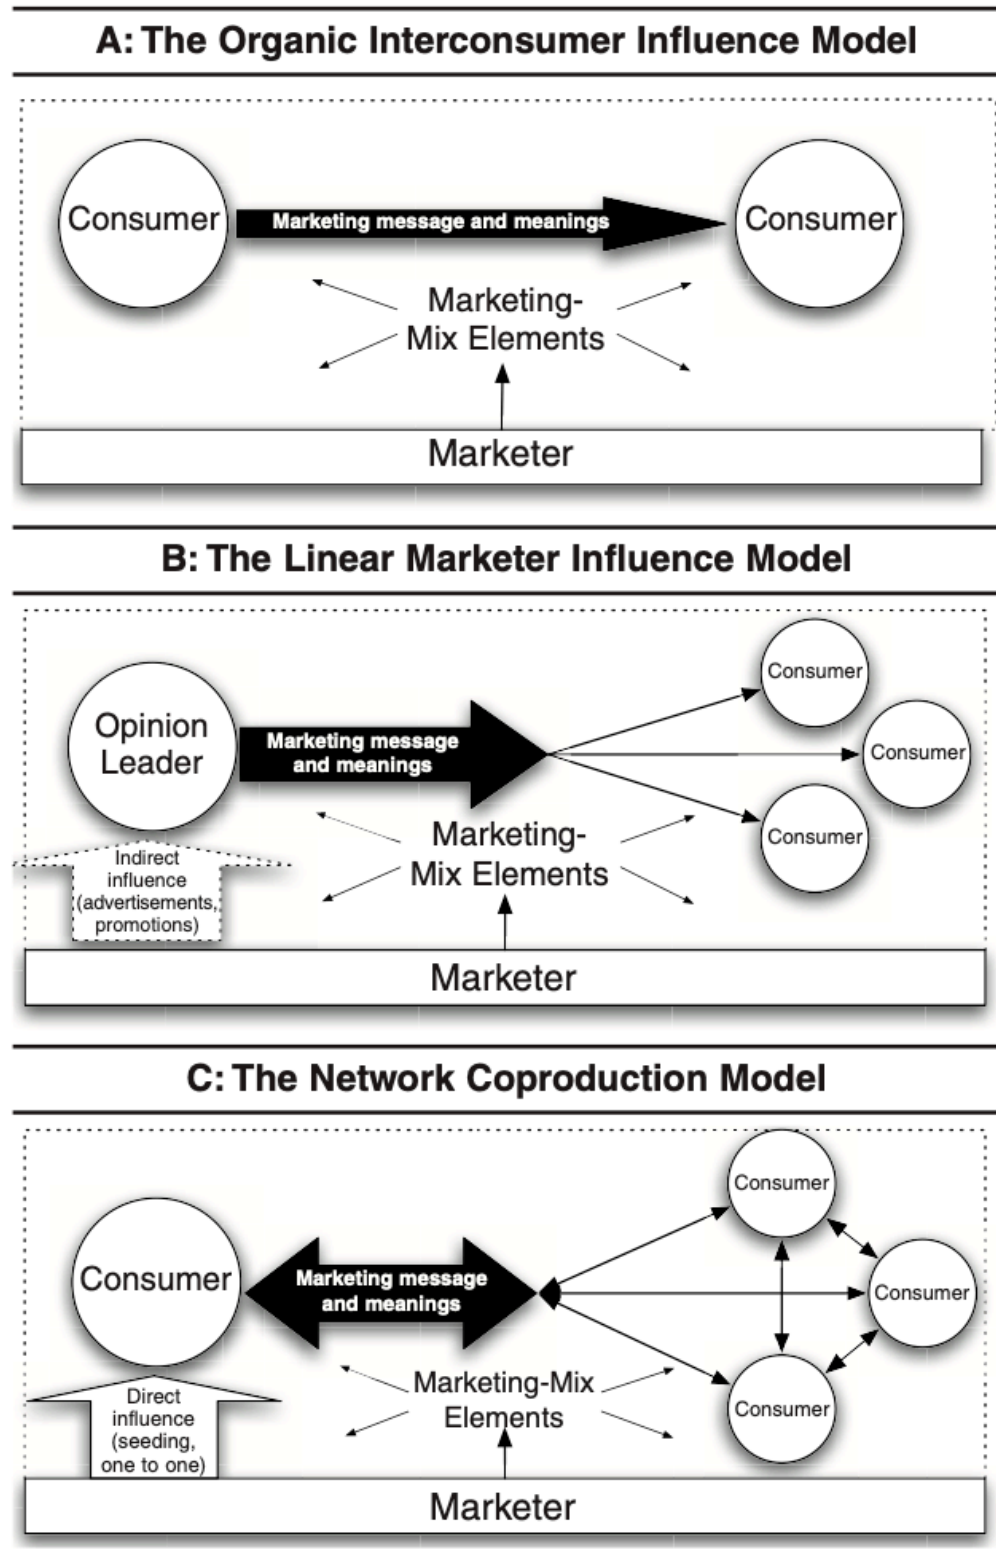 A: The Organic Interconsumer Influence Model
Consumer
Marketing message and meanings
Consumer
Marketing-
Mix Elements
Marketer
B: The Linear Marketer Influence Model
Opinion
Leader
Marketing message
and meanings
Consumer
Consumer
Consumer
Indirect
influence
(advertisements,
promotions)
Marketing-
Mix Elements
Marketer
C: The Network Coproduction Model
Consumer
Marketing message
and meanings
Consumer
Consumer
Consumer
Direct
influence
(seeding,
one to one)
Marketing-Mix
Elements
Marketer